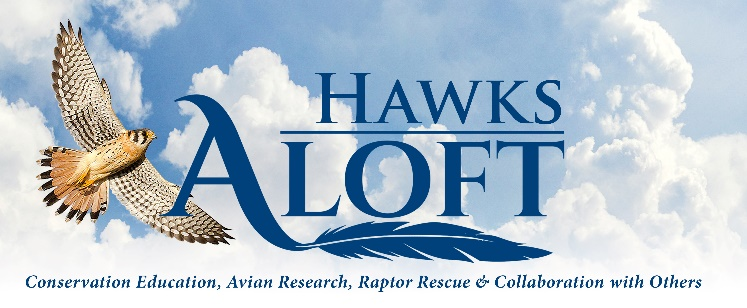 HAWKS
ALOFT
Conservation Education, Avian Research, Raptor Rescue & Collaboration with Others